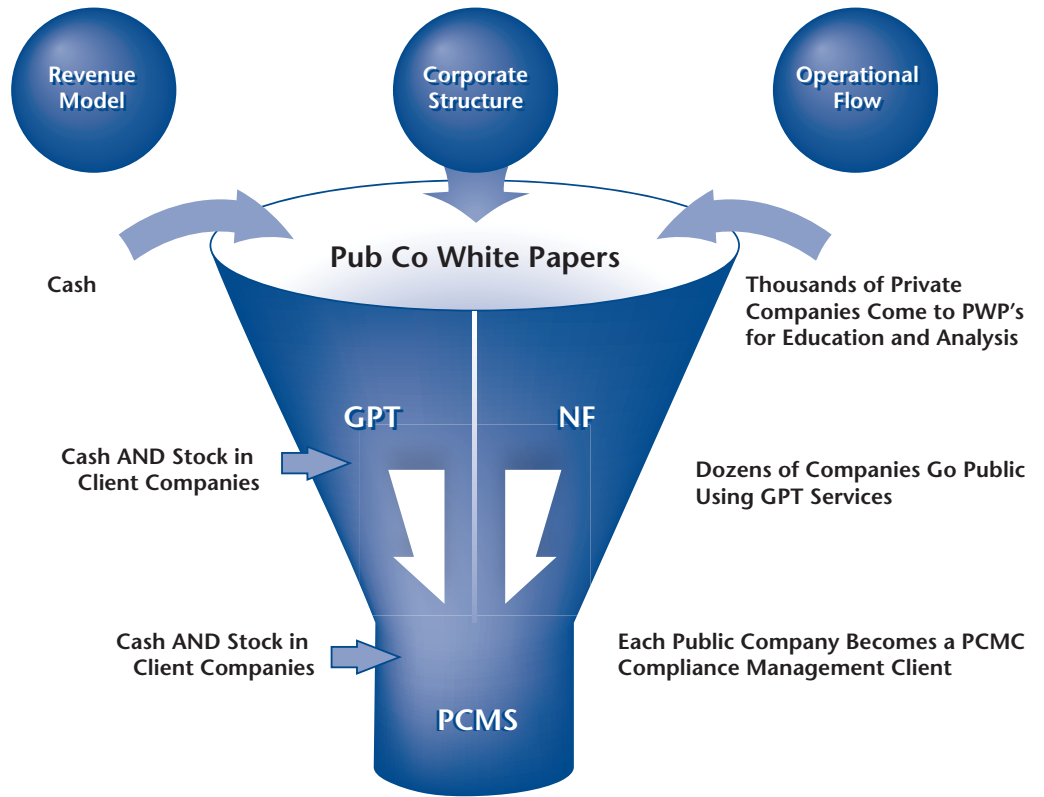 Revenue
Model
Corporate
Structure
Operational
Flow
Pub Co White Papers
Cash
Thousands of Private
Companies Come to PWP's
for Education and Analysis
GPT
NF
Cash AND Stock in
Client Companies
Dozens of Companies Go Public
Using GPT Services
Cash AND Stock in
Client Companies
Each Public Company Becomes a PCMC
Compliance Management Client
PCMS